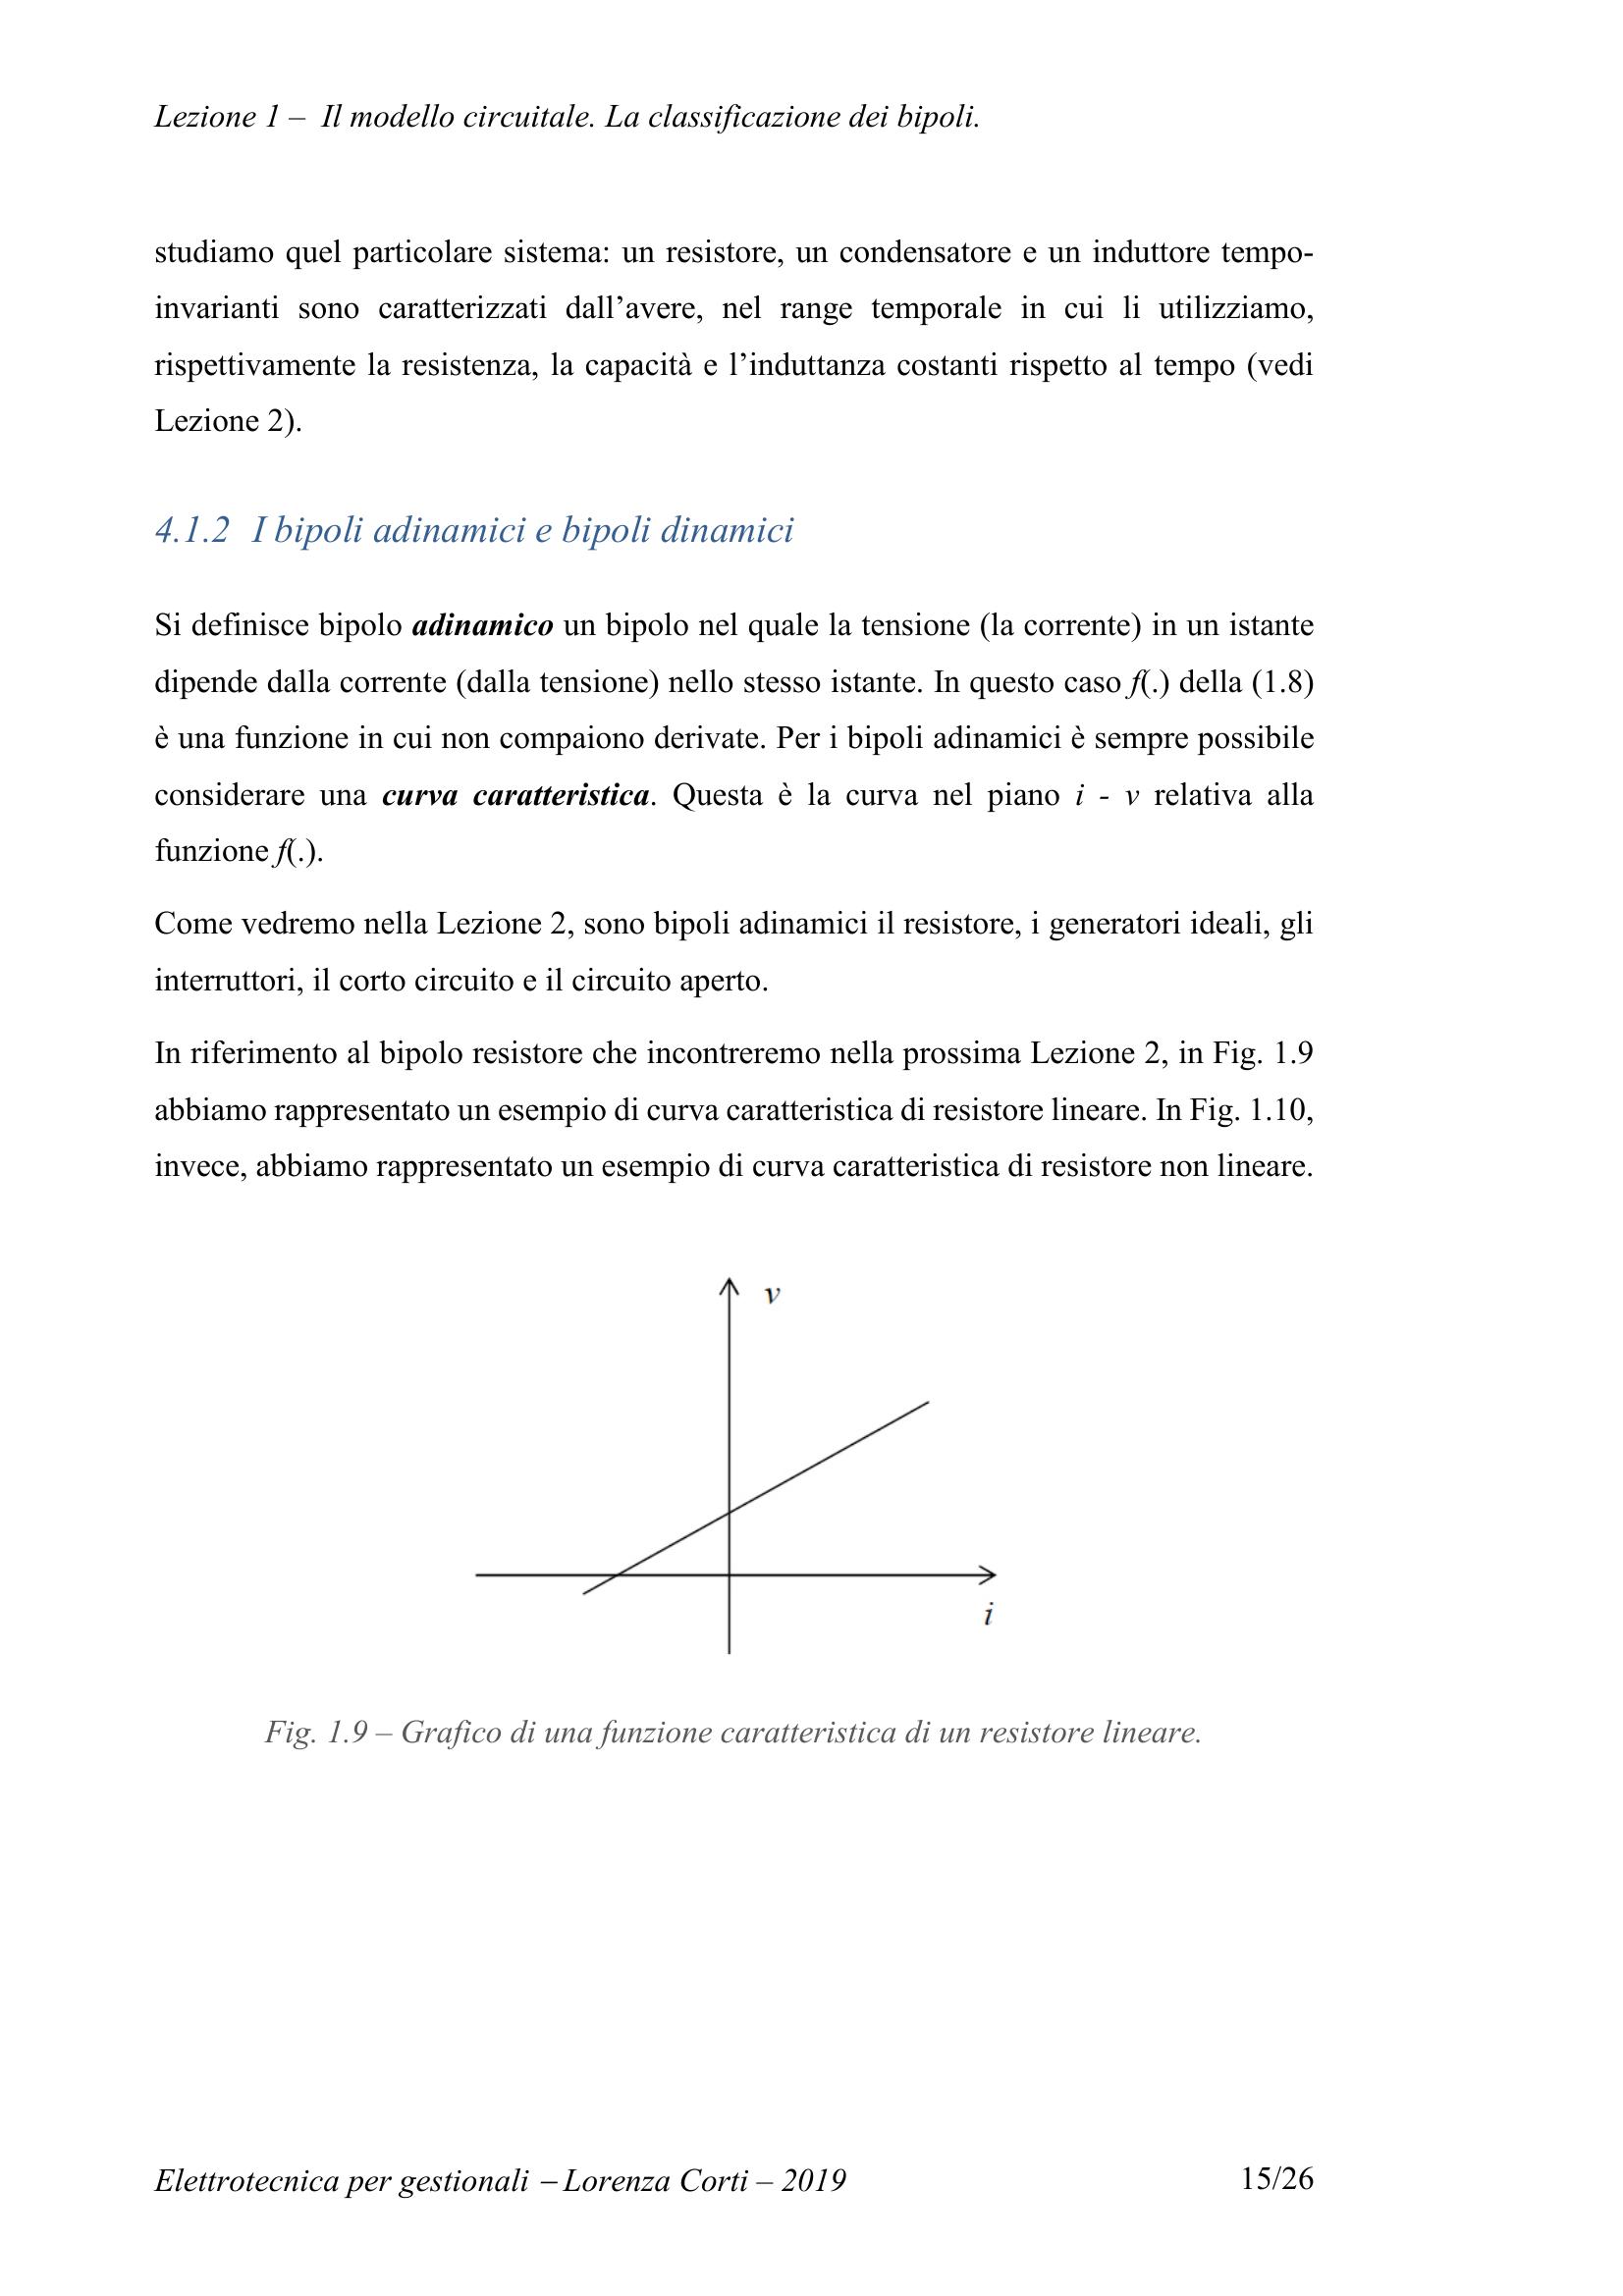 Lezione 1 – Il modello circuitale. La classificazione dei bipoli.
studiamo quel particolare sistema: un resistore, un condensatore e un induttore tempo-
invarianti sono caratterizzati dall’avere, nel range temporale in cui li utilizziamo,
rispettivamente la resistenza, la capacità e l’induttanza costanti rispetto al tempo (vedi
Lezione 2).
4.1.2 I bipoli adinamici e bipoli dinamici
Si definisce bipolo adinamico un bipolo nel quale la tensione (la corrente) in un istante
dipende dalla corrente (dalla tensione) nello stesso istante. In questo caso f(.) della (1.8)
è una funzione in cui non compaiono derivate. Per i bipoli adinamici è sempre possibile
considerare una curva caratteristica. Questa è la curva nel piano i - v relativa alla
funzione f(.).
Come vedremo nella Lezione 2, sono bipoli adinamici il resistore, i generatori ideali, gli
interruttori, il corto circuito e il circuito aperto.
In riferimento al bipolo resistore che incontreremo nella prossima Lezione 2, in Fig. 1.9
abbiamo rappresentato un esempio di curva caratteristica di resistore lineare. In Fig. 1.10,
invece, abbiamo rappresentato un esempio di curva caratteristica di resistore non lineare.
v
i
Fig. 1.9 – Grafico di una funzione caratteristica di un resistore lineare.
Elettrotecnica per gestionali – Lorenza Corti – 2019 15/26